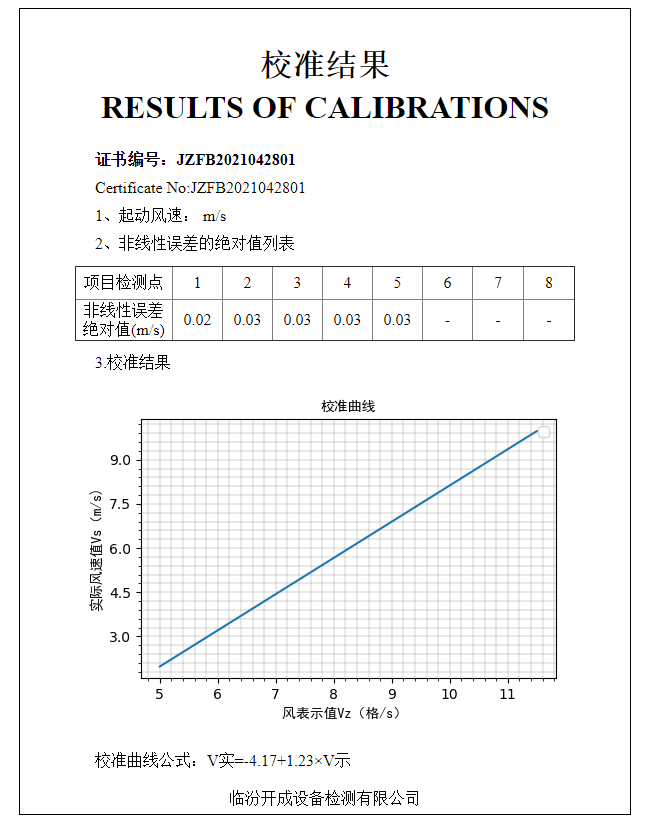 校准结果
RESULTS OF CALIBRATIONS
证书编号：JZFB2021042801
Certificate No:JZFB2021042801
1、起动风速： m/s
2、非线性误差的绝对值列表
项目检测点 1 2 3 4 5 6 7 8
非线性误差
绝对值(m/s) 0.02 0.03 0.03 0.03 0.03 - - -
3.校准结果
校准曲线
9.0
7.5
6.0
4.5
3.0
实际风速值Vs（m/s）
5 6 7 8 9 10 11
风表示值Vz（格/s）
校准曲线公式：V实=-4.17+1.23×V示
临汾开成设备检测有限公司